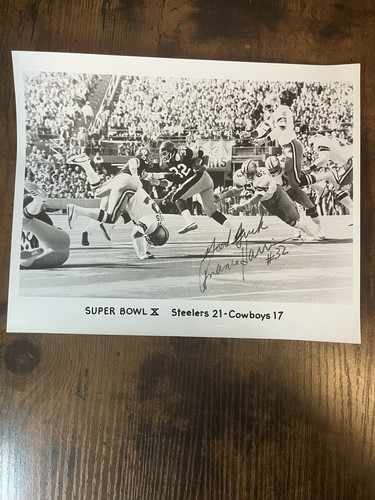 32
Good Luck
Franco Harris
#32
SUPER BOWL X Steelers 21-Cowboys 17